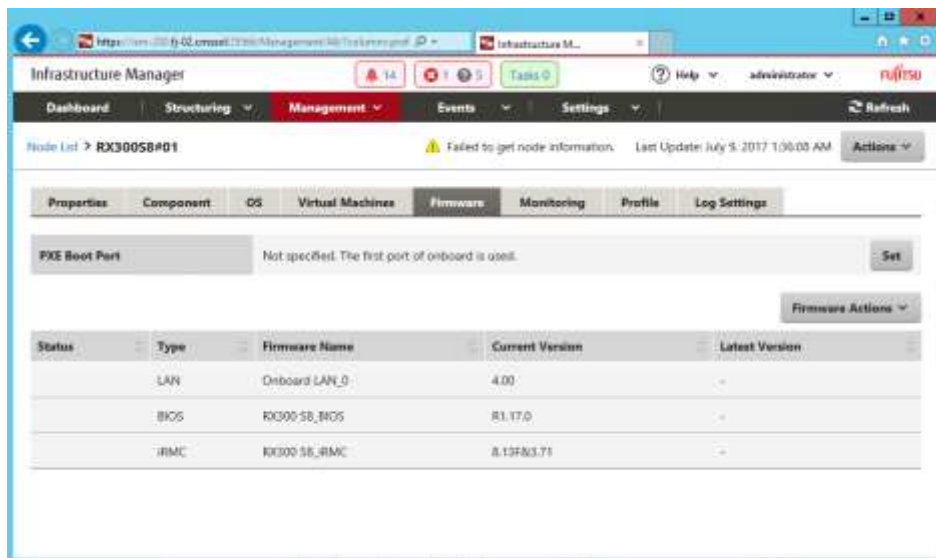 Infrastructure M...
Infrastructure Manager
14
1
5
Tasks 0
Help
administrator
FUJITSU
Dashboard
Structuring
Management
Events
Settings
Refresh
Node List > RX300S8#01
Failed to get node information.
Last Update: July 9, 2017 1:36:08 AM
Actions
Properties
Component
OS
Virtual Machines
Firmware
Monitoring
Profile
Log Settings
PXE Boot Port
Not specified. The first port of onboard is used.
Set
Firmware Actions
Status
Type
Firmware Name
Current Version
Latest Version
LAN
Onboard LAN_0
4.00
-
BIOS
RX300 S8_BIOS
R1.17.0
-
iRMC
RX300 S8_iRMC
8.13F&3.71
-